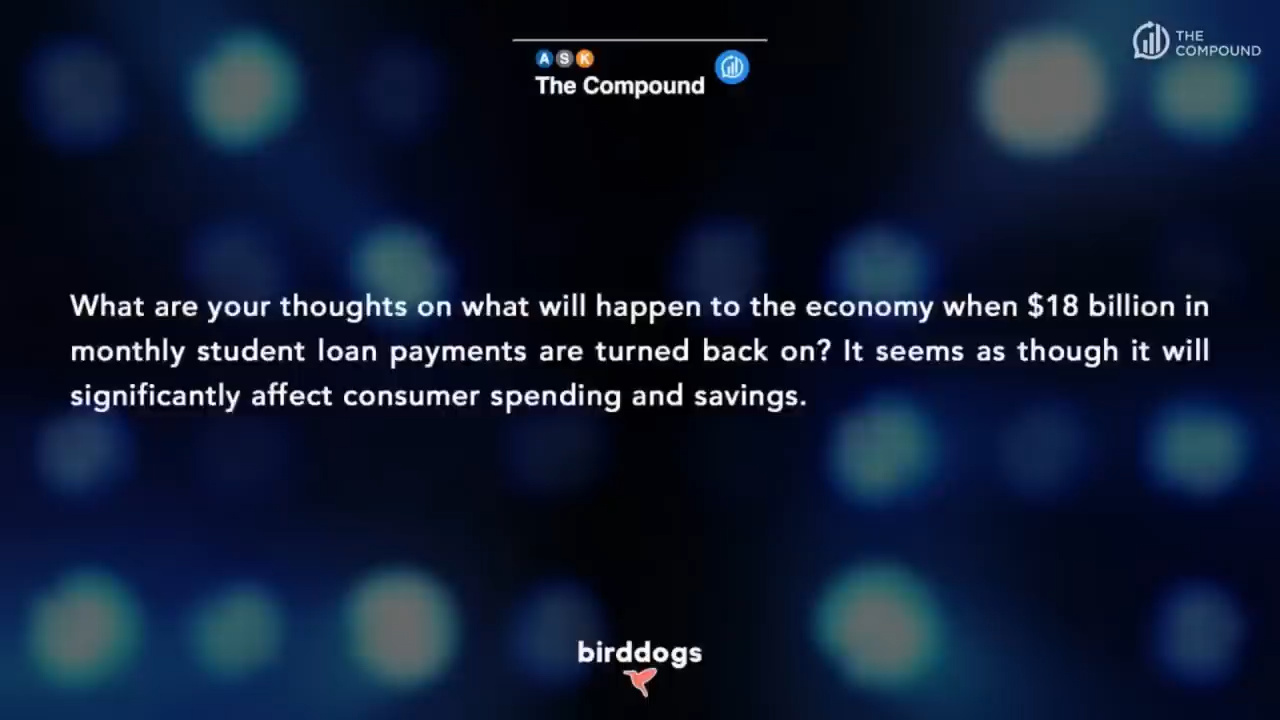 ASK
The Compound
THE
COMPOUND
What are your thoughts on what will happen to the economy when $18 billion in
monthly student loan payments are turned back on? It seems as though it will
significantly affect consumer spending and savings.
birddogs